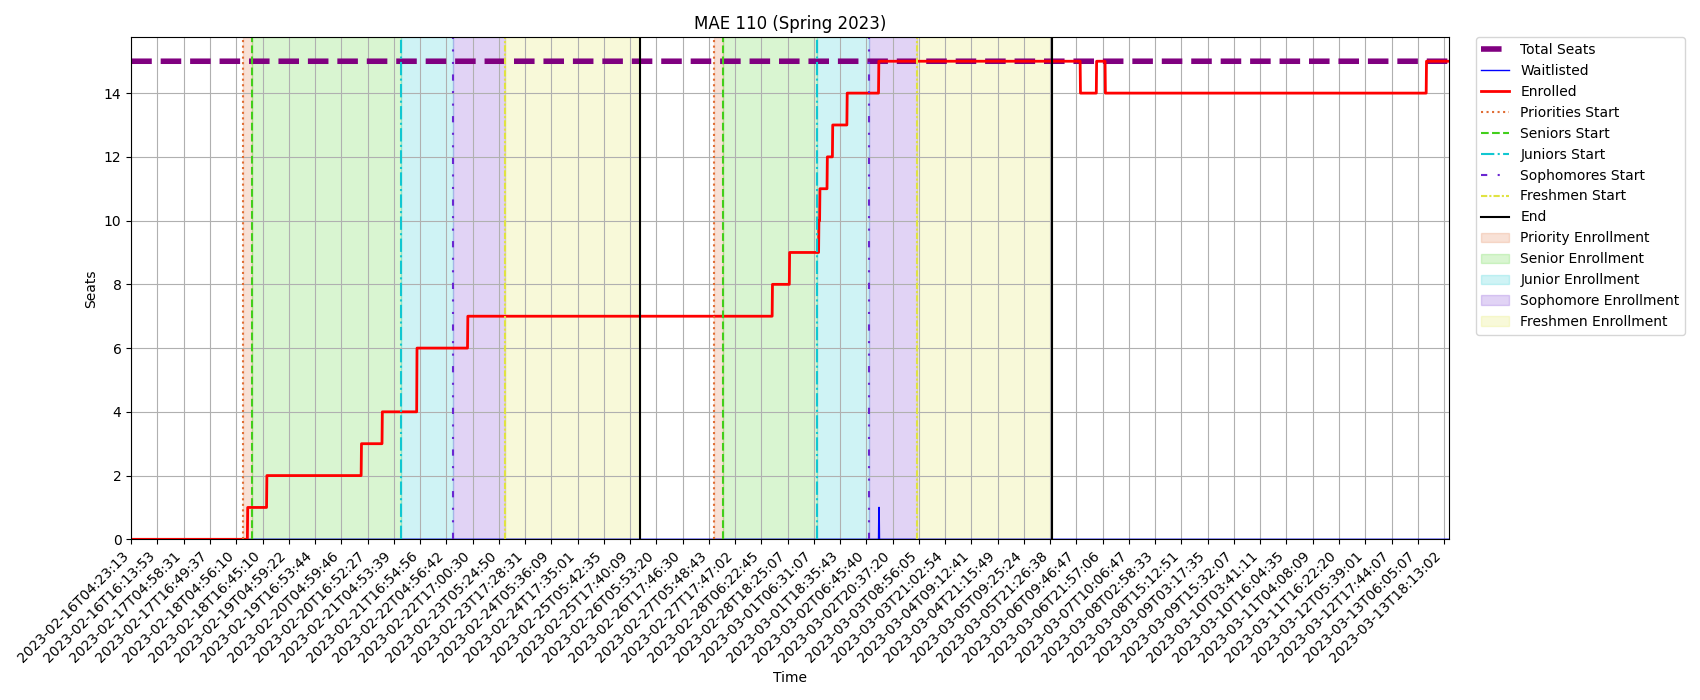 MAE 110 (Spring 2023)
Seats
14
12
10
8
6
4
2
0
2023-02-16T04:23:13
2023-02-16T16:13:53
2023-02-17T04:58:31
2023-02-17T16:49:37
2023-02-18T04:56:10
2023-02-18T16:45:10
2023-02-19T04:59:22
2023-02-19T16:53:44
2023-02-20T04:59:46
2023-02-20T16:52:27
2023-02-21T04:53:39
2023-02-21T16:54:56
2023-02-22T04:56:42
2023-02-22T17:00:30
2023-02-23T05:24:50
2023-02-23T17:28:31
2023-02-24T05:36:09
2023-02-24T17:35:01
2023-02-25T05:42:35
2023-02-25T17:40:09
2023-02-26T05:53:20
2023-02-26T17:46:30
2023-02-27T05:48:43
2023-02-27T17:47:02
2023-02-28T06:22:45
2023-02-28T18:25:07
2023-03-01T06:31:07
2023-03-01T18:35:43
2023-03-02T06:45:40
2023-03-02T20:37:20
2023-03-03T08:56:05
2023-03-03T21:02:54
2023-03-04T09:12:41
2023-03-04T21:15:49
2023-03-05T09:25:24
2023-03-05T21:26:38
2023-03-06T09:46:47
2023-03-06T21:57:06
2023-03-07T10:06:47
2023-03-08T02:58:33
2023-03-08T15:12:51
2023-03-09T03:17:35
2023-03-09T15:32:07
2023-03-10T03:41:11
2023-03-10T16:04:35
2023-03-11T04:08:09
2023-03-11T16:22:20
2023-03-12T05:39:01
2023-03-12T17:44:07
2023-03-13T06:05:07
2023-03-13T18:13:02
Time
Total Seats
Waitlisted
Enrolled
Priorities Start
Seniors Start
Juniors Start
Sophomores Start
Freshmen Start
End
Priority Enrollment
Senior Enrollment
Junior Enrollment
Sophomore Enrollment
Freshmen Enrollment